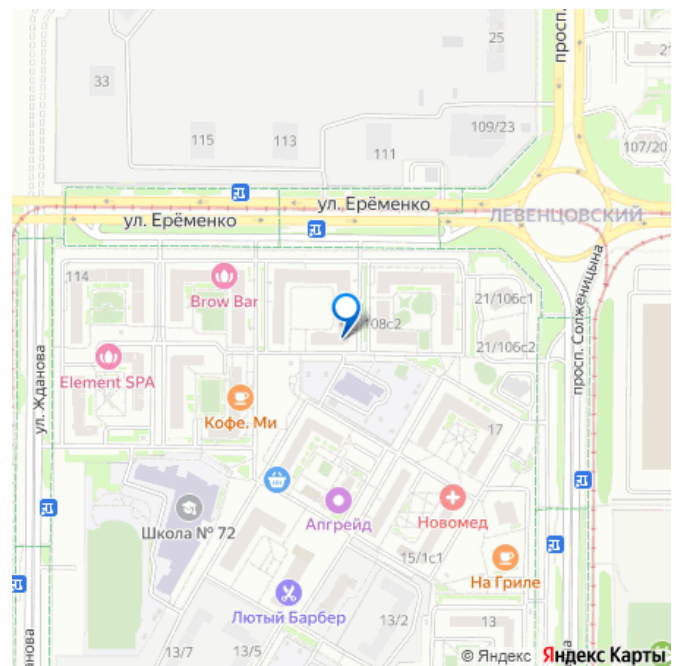 просп.
25
33
21
109/23
115
113
111
107/20
ул. Ерёменко
ул. Ерёменко
ЛЕВЕНЦОВСКИЙ
114
Brow Bar
21/106с1
108с2
21/106с2
просп. Солженицына
Element SPA
ул. Жданова
Кофе. Ми
17
Апгрейд
Новомед
Школа № 72
15/1с1
На Гриле
Лютый Барбер
13/2
13
13/7
13/5
данова
© Яндекс Яндекс Карты